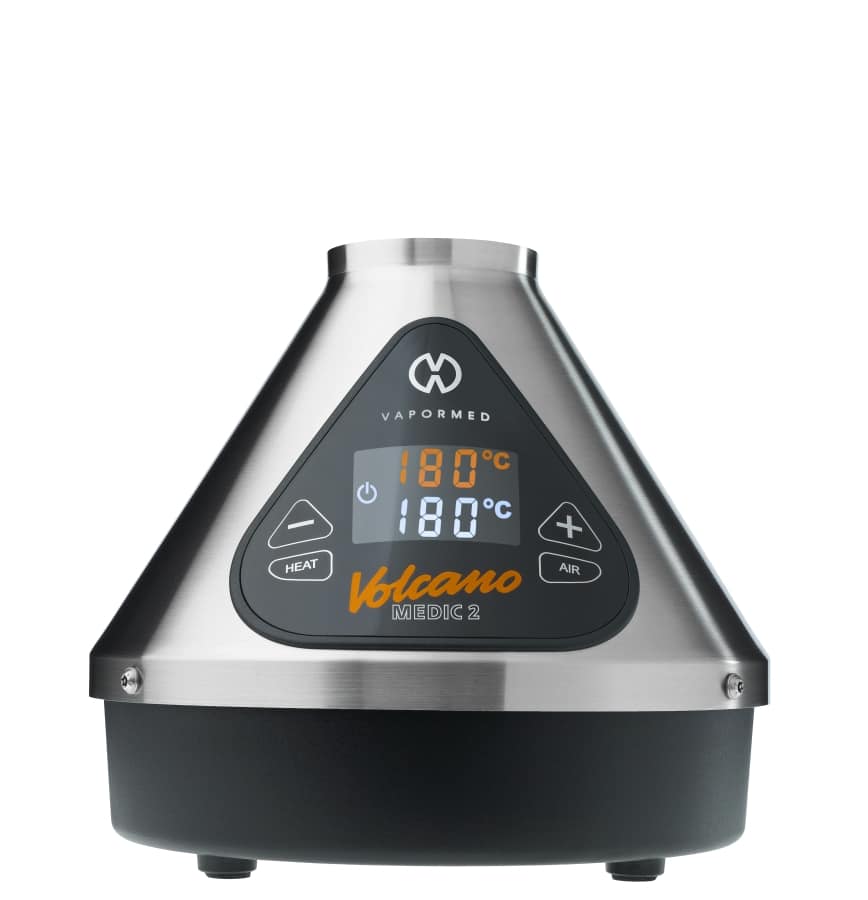 VAPORMED
180°C
180°C
−
+
HEAT
AIR
Volcano
MEDIC 2